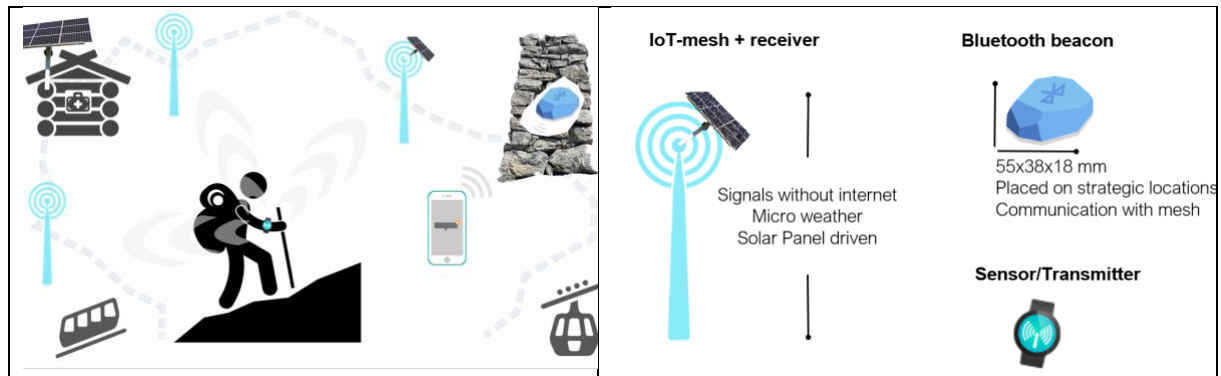 IoT-mesh + receiver
Signals without internet
Micro weather
Solar Panel driven
Bluetooth beacon
55x38x18 mm
Placed on strategic locations
Communication with mesh
Sensor/Transmitter